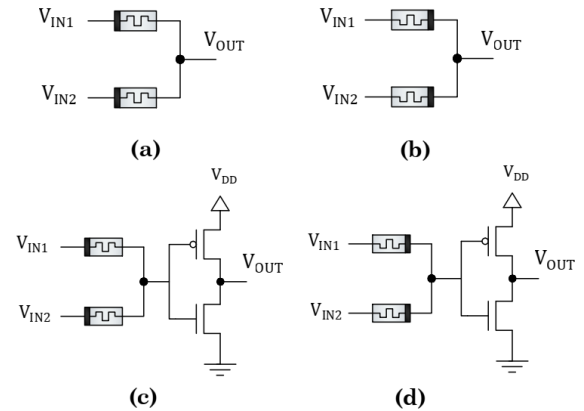 V_IN1
V_OUT
V_IN2
(a)
V_IN1
V_OUT
V_IN2
(b)
V_DD
V_IN1
V_OUT
V_IN2
(c)
V_DD
V_IN1
V_OUT
V_IN2
(d)